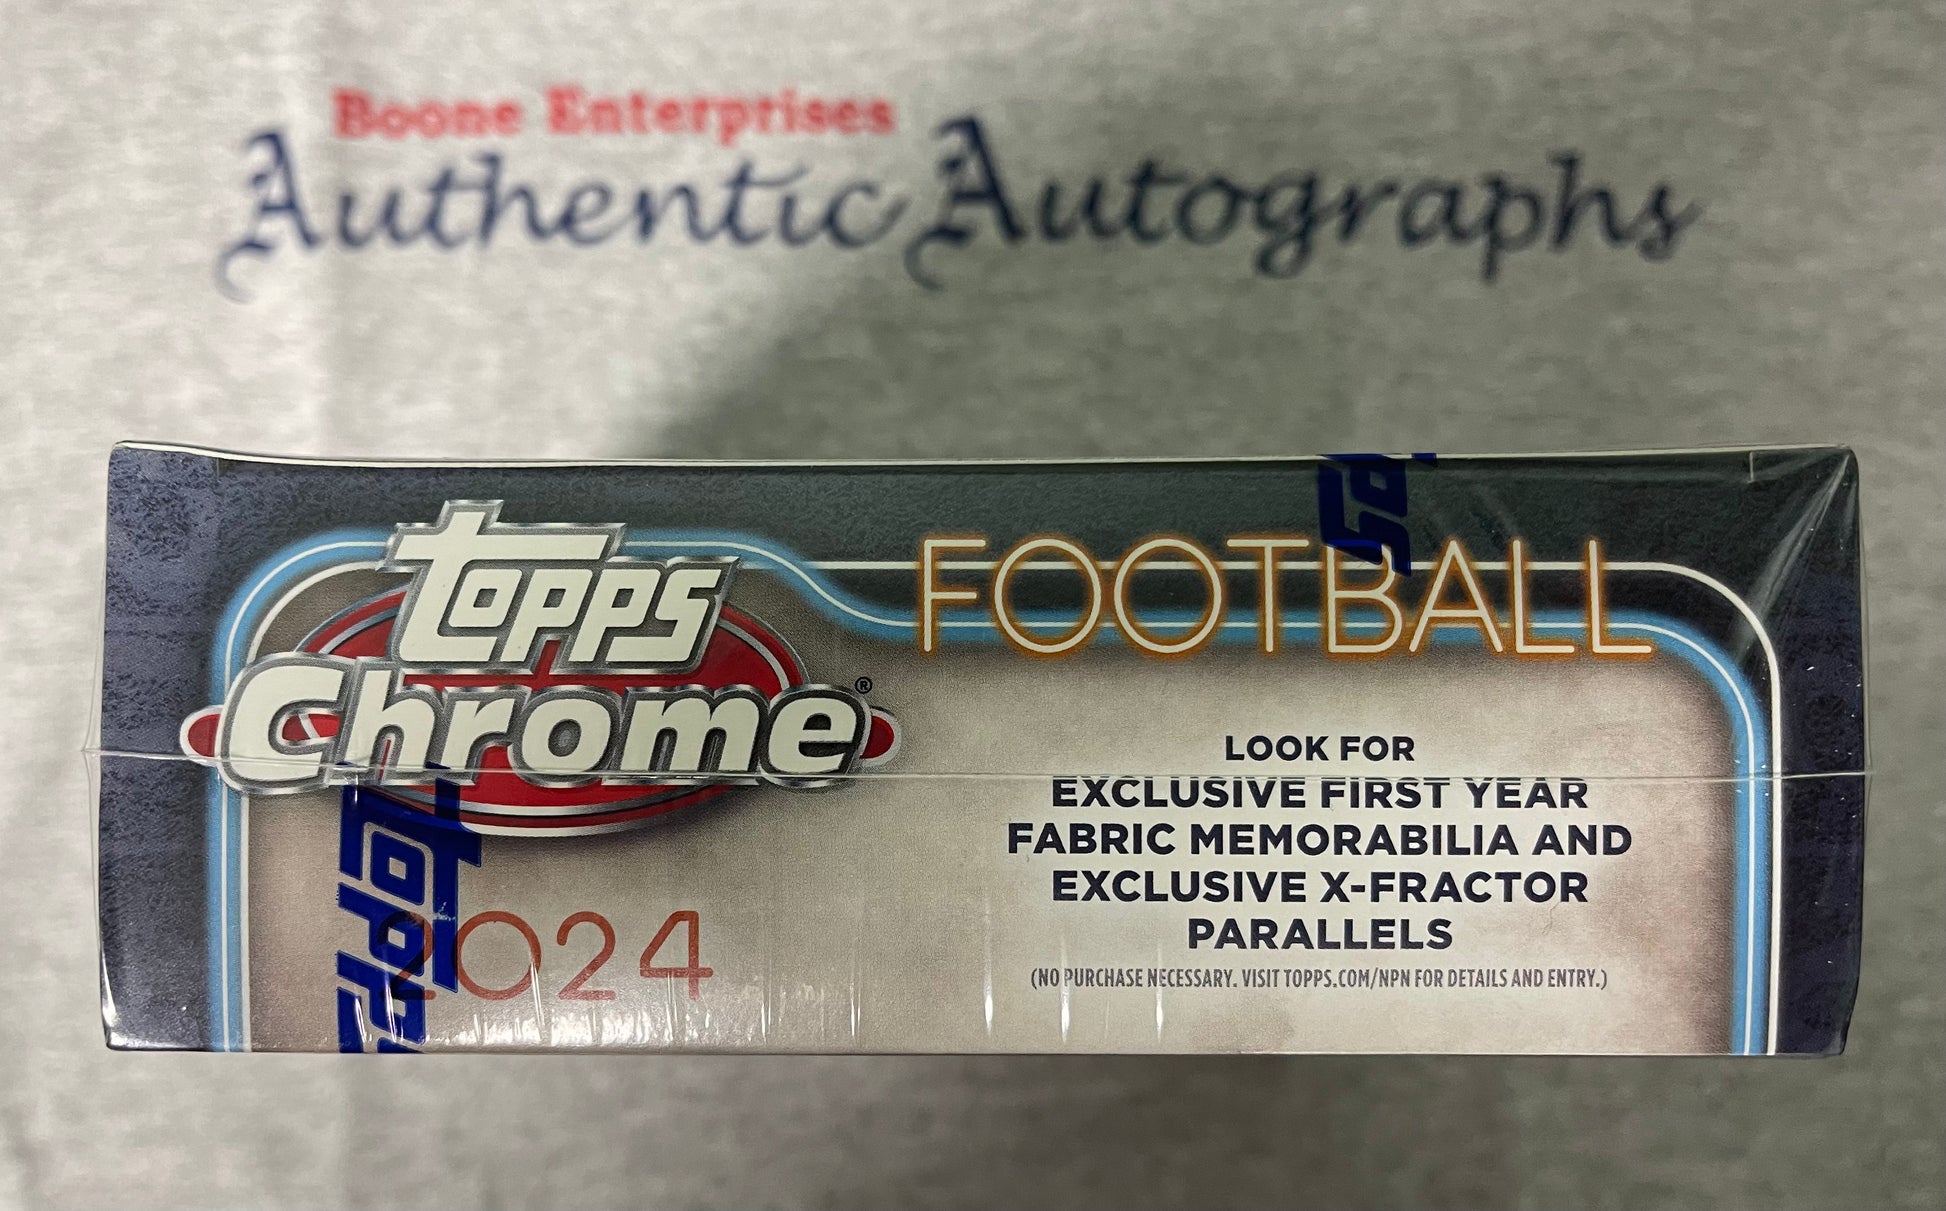 Boone Enterprises
Authentic Autographs
topps
Chrome®
FOOTBALL
LOOK FOR
EXCLUSIVE FIRST YEAR
FABRIC MEMORABILIA AND
EXCLUSIVE X-FRACTOR
PARALLELS
(NO PURCHASE NECESSARY. VISIT TOPPS.COM/NPN FOR DETAILS AND ENTRY.)
2024
topps